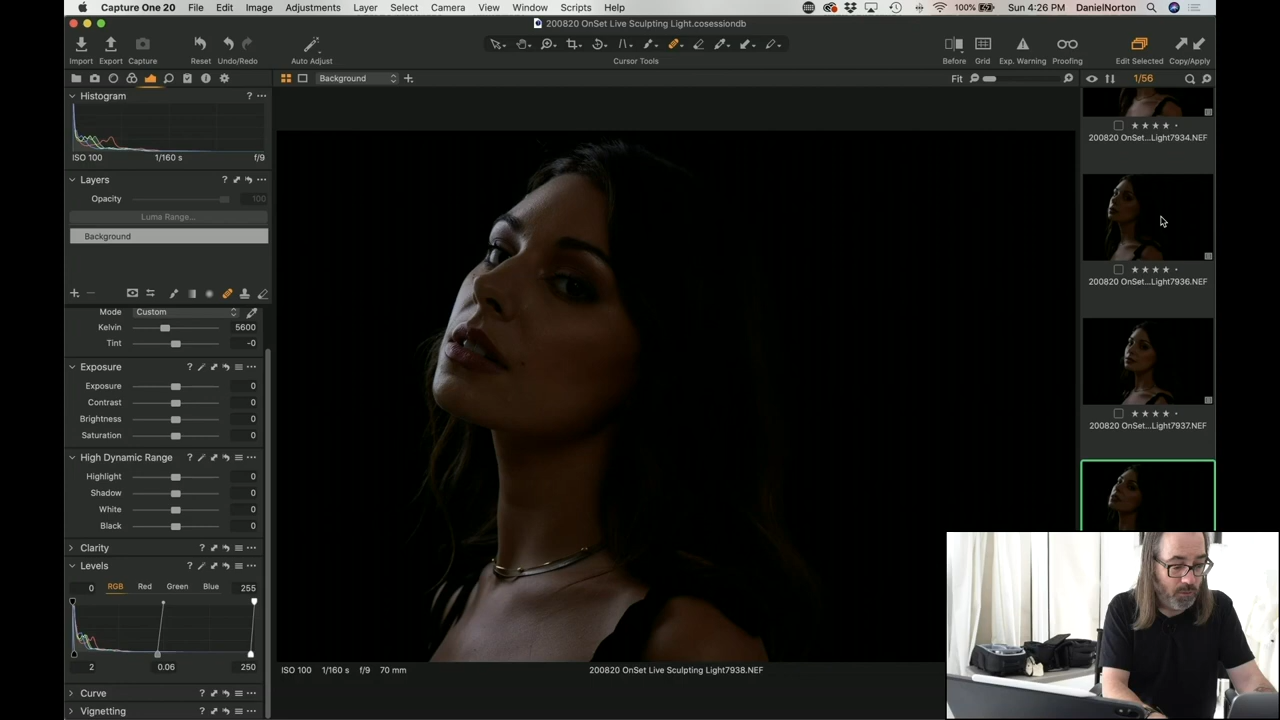 Capture One 20 File Edit Image Adjustments Layer Select Camera View Window Scripts Help 100% Sun 4:26 PM DanielNorton
200820 OnSet Live Sculpting Light.cosessiondb
Import Export Capture Reset Undo/Redo Auto Adjust Cursor Tools Before Grid Exp. Warning Proofing Edit Selected Copy/Apply
Background Fit 1/56
Histogram ? ...
ISO 100 1/160 s f/9
Layers ? ...
Opacity 100
Luma Range...
Background
Mode Custom
Kelvin 5600
Tint -0
Exposure ? ...
Exposure 0
Contrast 0
Brightness 0
Saturation 0
High Dynamic Range ? ...
Highlight 0
Shadow 0
White 0
Black 0
Clarity ? ...
Levels ? ...
0 RGB Red Green Blue 255
2 0.06 250
Curve ? ...
Vignetting ? ...
ISO 100 1/160 s f/9 70 mm 200820 OnSet Live Sculpting Light7938.NEF
200820 OnSet...Light7934.NEF
200820 OnSet...Light7936.NEF
200820 OnSet...Light7937.NEF